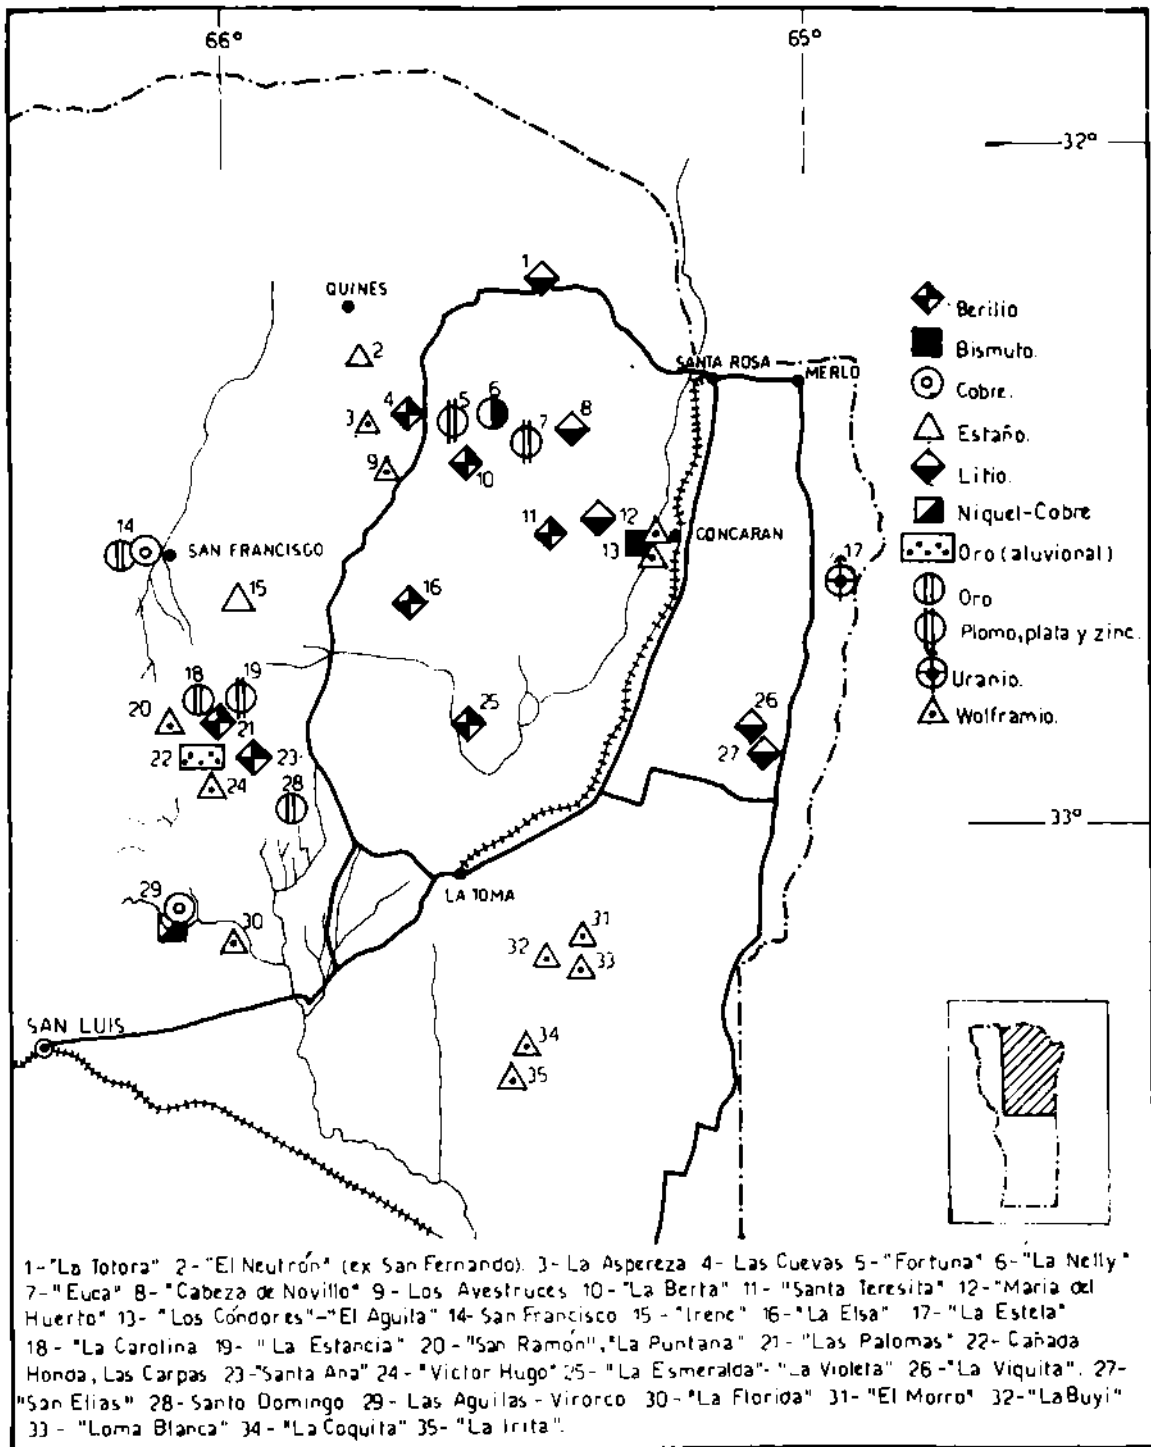 66º
65º
32º
1
QUINES
Berilio
2
SANTA ROSA
MERLO
Bismuto.
3
4
5
6
7
8
Cobre.
Estaño.
9
10
Litio.
11
12
Niquel-Cobre
14
SAN FRANCISCO
13
CONCARAN
17
Oro (aluvional)
15
16
Oro
Plomo, plata y zinc.
18
19
Uranio.
20
21
25
26
Wolframio.
22
23
27
24
28
33º
LA TOMA
29
30
31
32
33
SAN LUIS
34
35
1-"La Totora" 2-"El Neutrón" (ex San Fernando). 3- La Aspereza 4- Las Cuevas 5-"Fortuna" 6-"La Nelly"
7-"Euca" 8- "Cabeza de Novillo" 9- Los Avestruces 10-"La Berta" 11- "Santa Teresita" 12-"Maria del
Huerto" 13- "Los Cóndores"-"El Aguila" 14- San Francisco 15 - "Irene" 16-"La Elsa" 17- "La Estela"
18- "La Carolina 19- "La Estancia" 20 -"San Ramón","La Puntana" 21 -"Las Palomas" 22- Cañada
Honda, Las Carpas 23-"Santa Ana" 24 -"Victor Hugo" 25- "La Esmeralda"- "La Violeta" 26 -"La Viquita". 27-
"San Elias" 28- Santo Domingo 29- Las Aguilas - Virorco 30 -"La Florida" 31- "El Morro" 32-"La Buyi"
33 - "Loma Blanca" 34 -"La Coquita" 35- "La Irita".